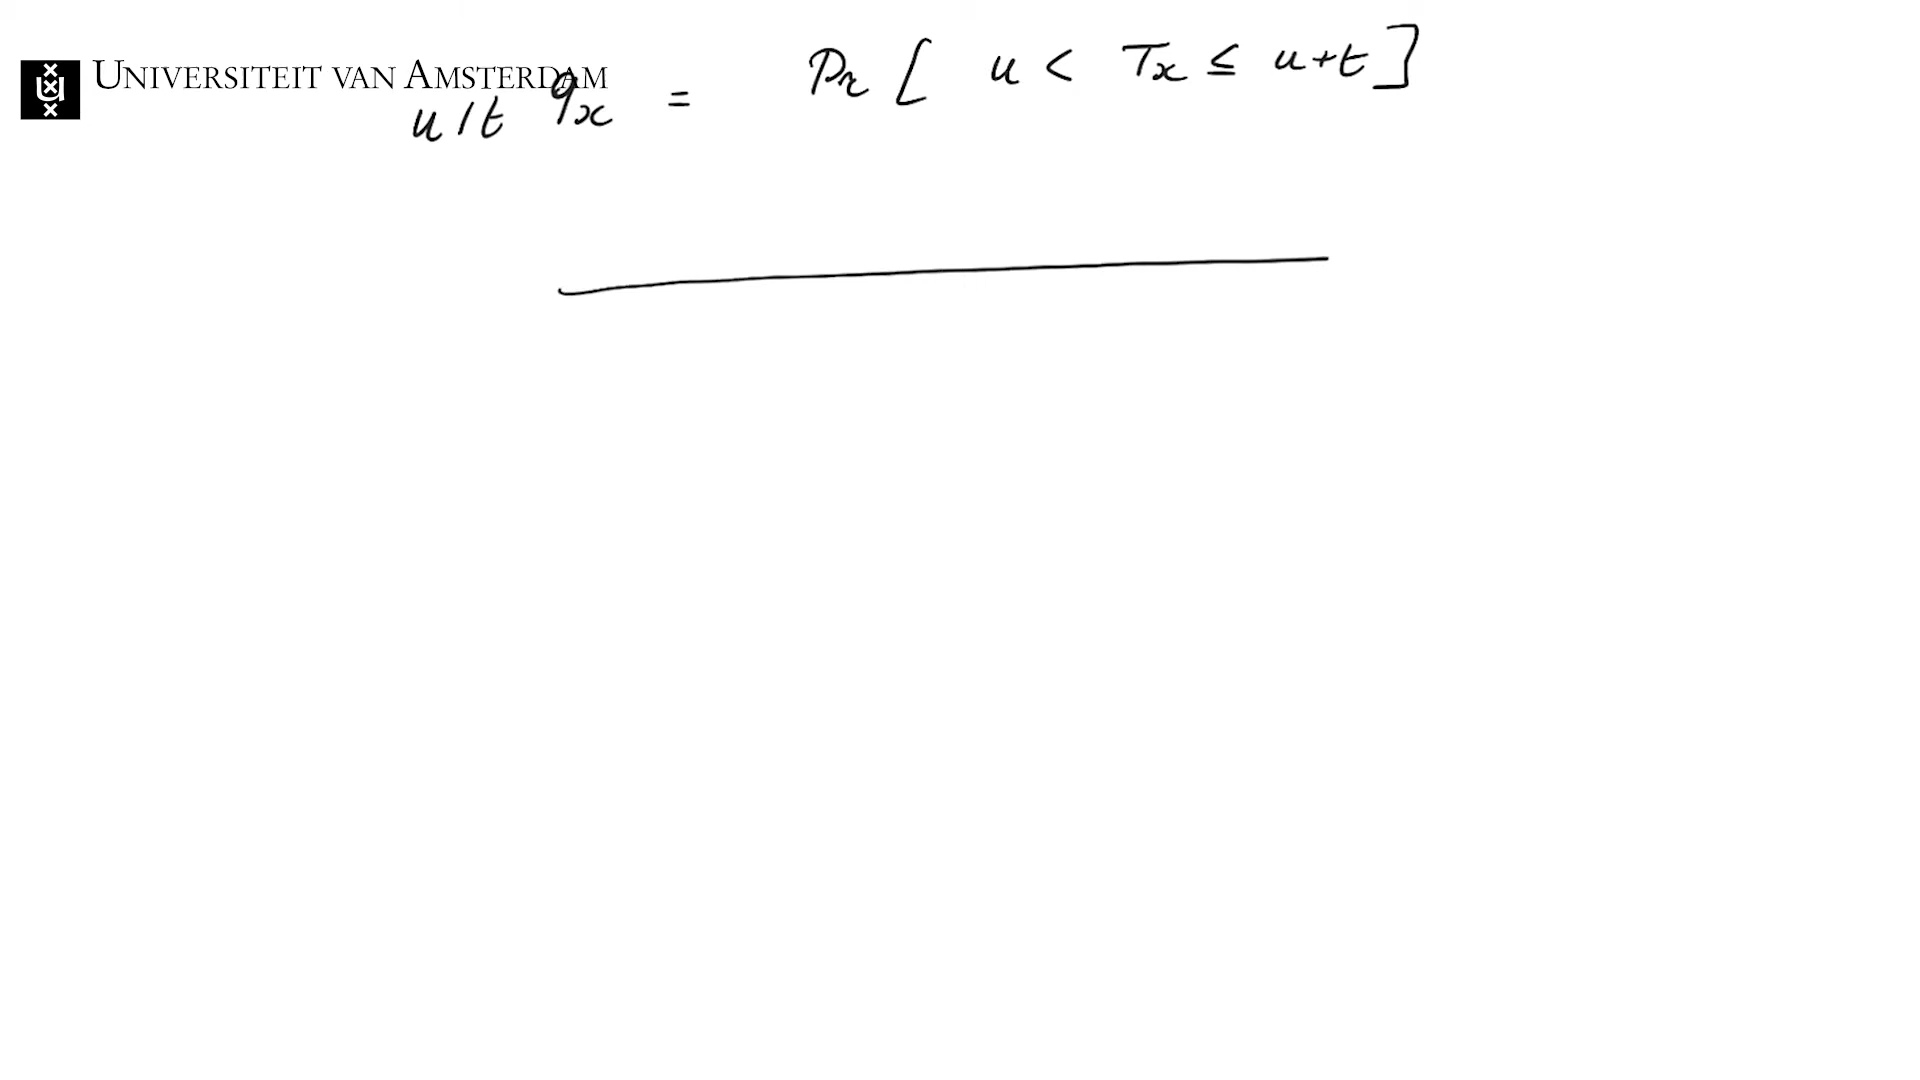 UNIVERSITEIT VAN AMSTERDAM
u|t qx = Pr [ u < Tx ≤ u+t ]